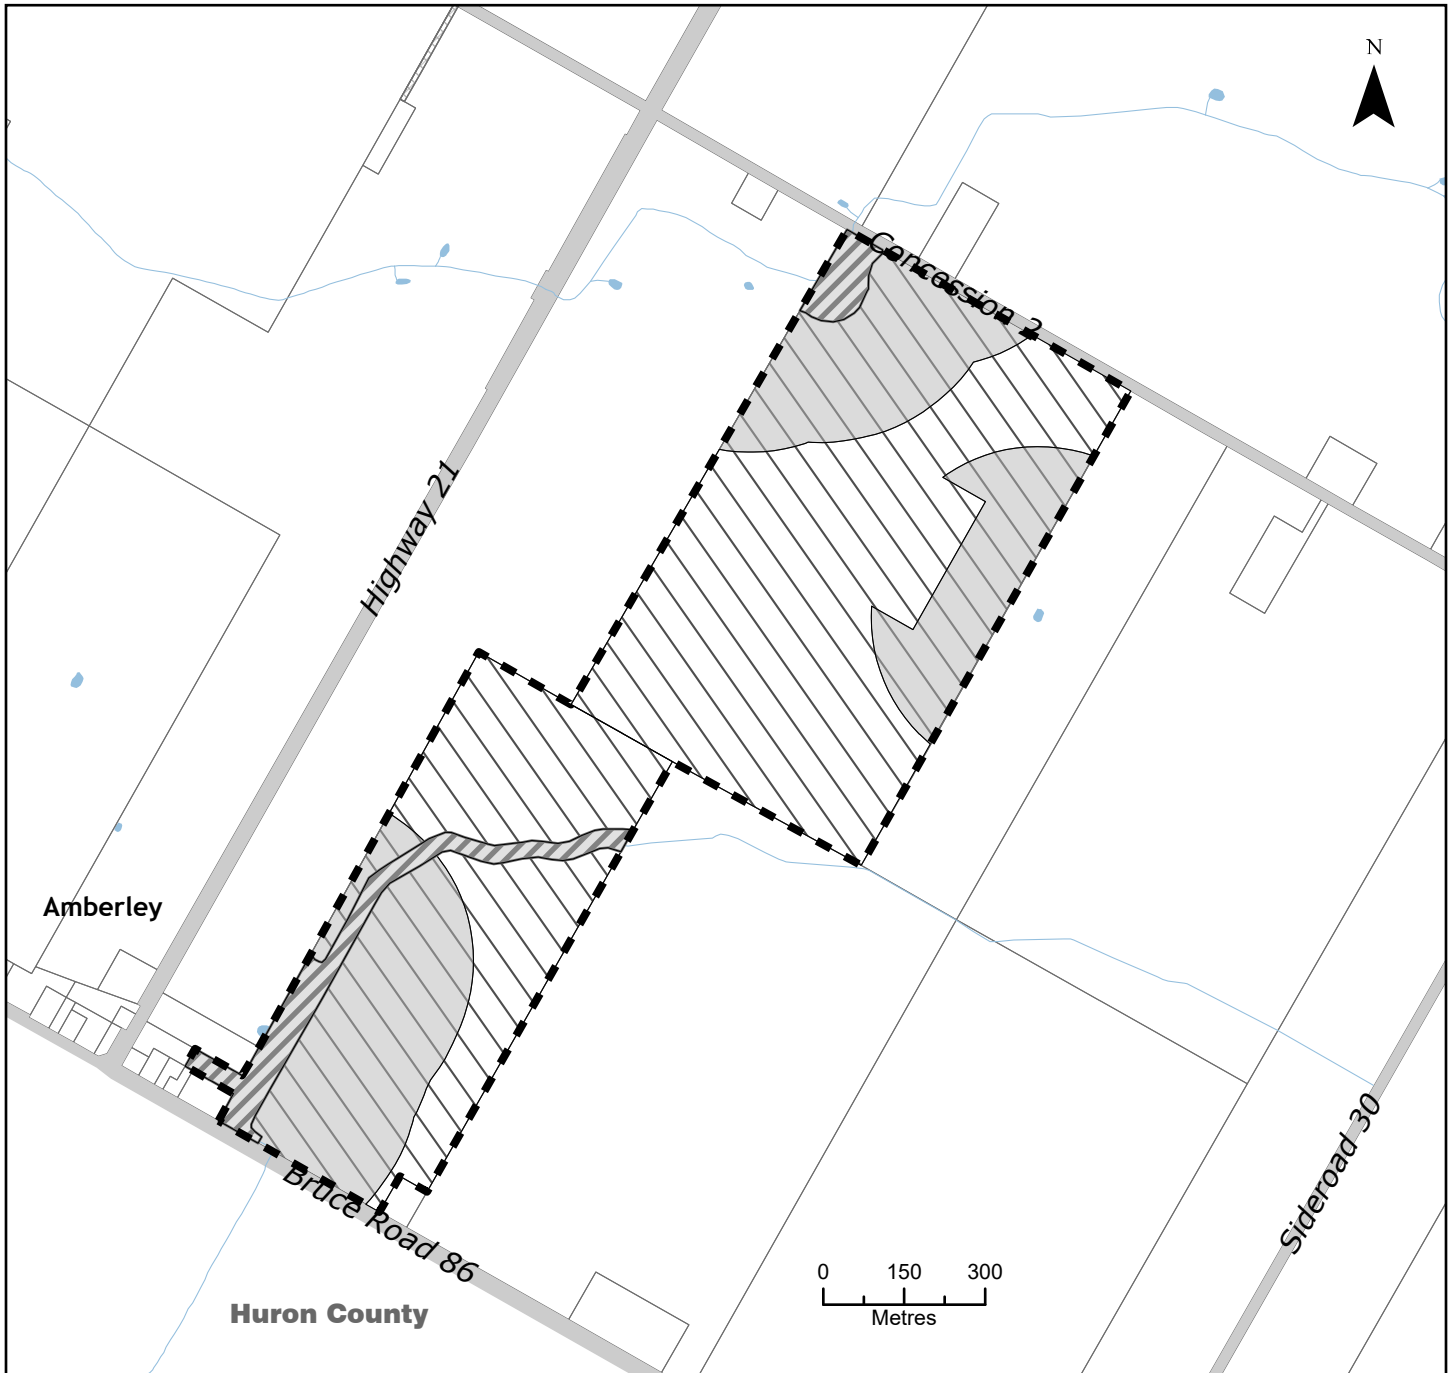 N
Concession 2
Highway 21
Amberley
Sideroad 30
Bruce Road 86
0 150 300
Metres
Huron County